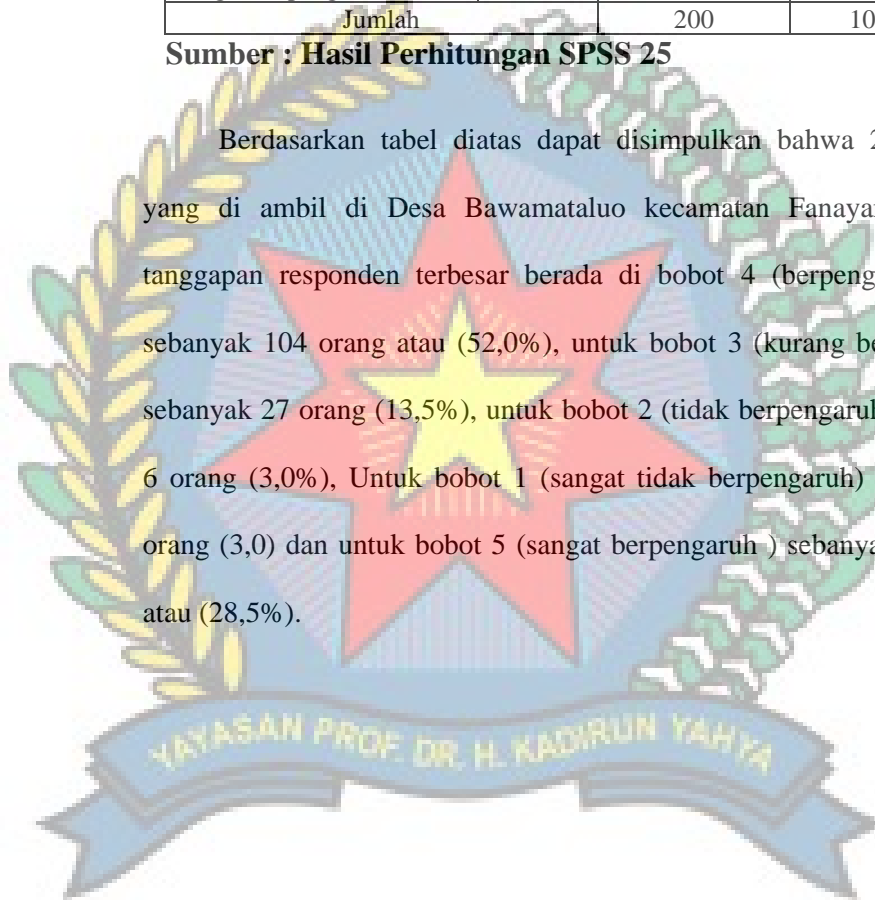 Jumlah 200 10
Sumber : Hasil Perhitungan SPSS 25
Berdasarkan tabel diatas dapat disimpulkan bahwa 2
yang di ambil di Desa Bawamataluo kecamatan Fanaya
tanggapan responden terbesar berada di bobot 4 (berpeng
sebanyak 104 orang atau (52,0%), untuk bobot 3 (kurang be
sebanyak 27 orang (13,5%), untuk bobot 2 (tidak berpengaruh
6 orang (3,0%), Untuk bobot 1 (sangat tidak berpengaruh)
orang (3,0) dan untuk bobot 5 (sangat berpengaruh ) sebanya
atau (28,5%).
YAYASAN PROF. DR. H. KADIRUN YAHYA